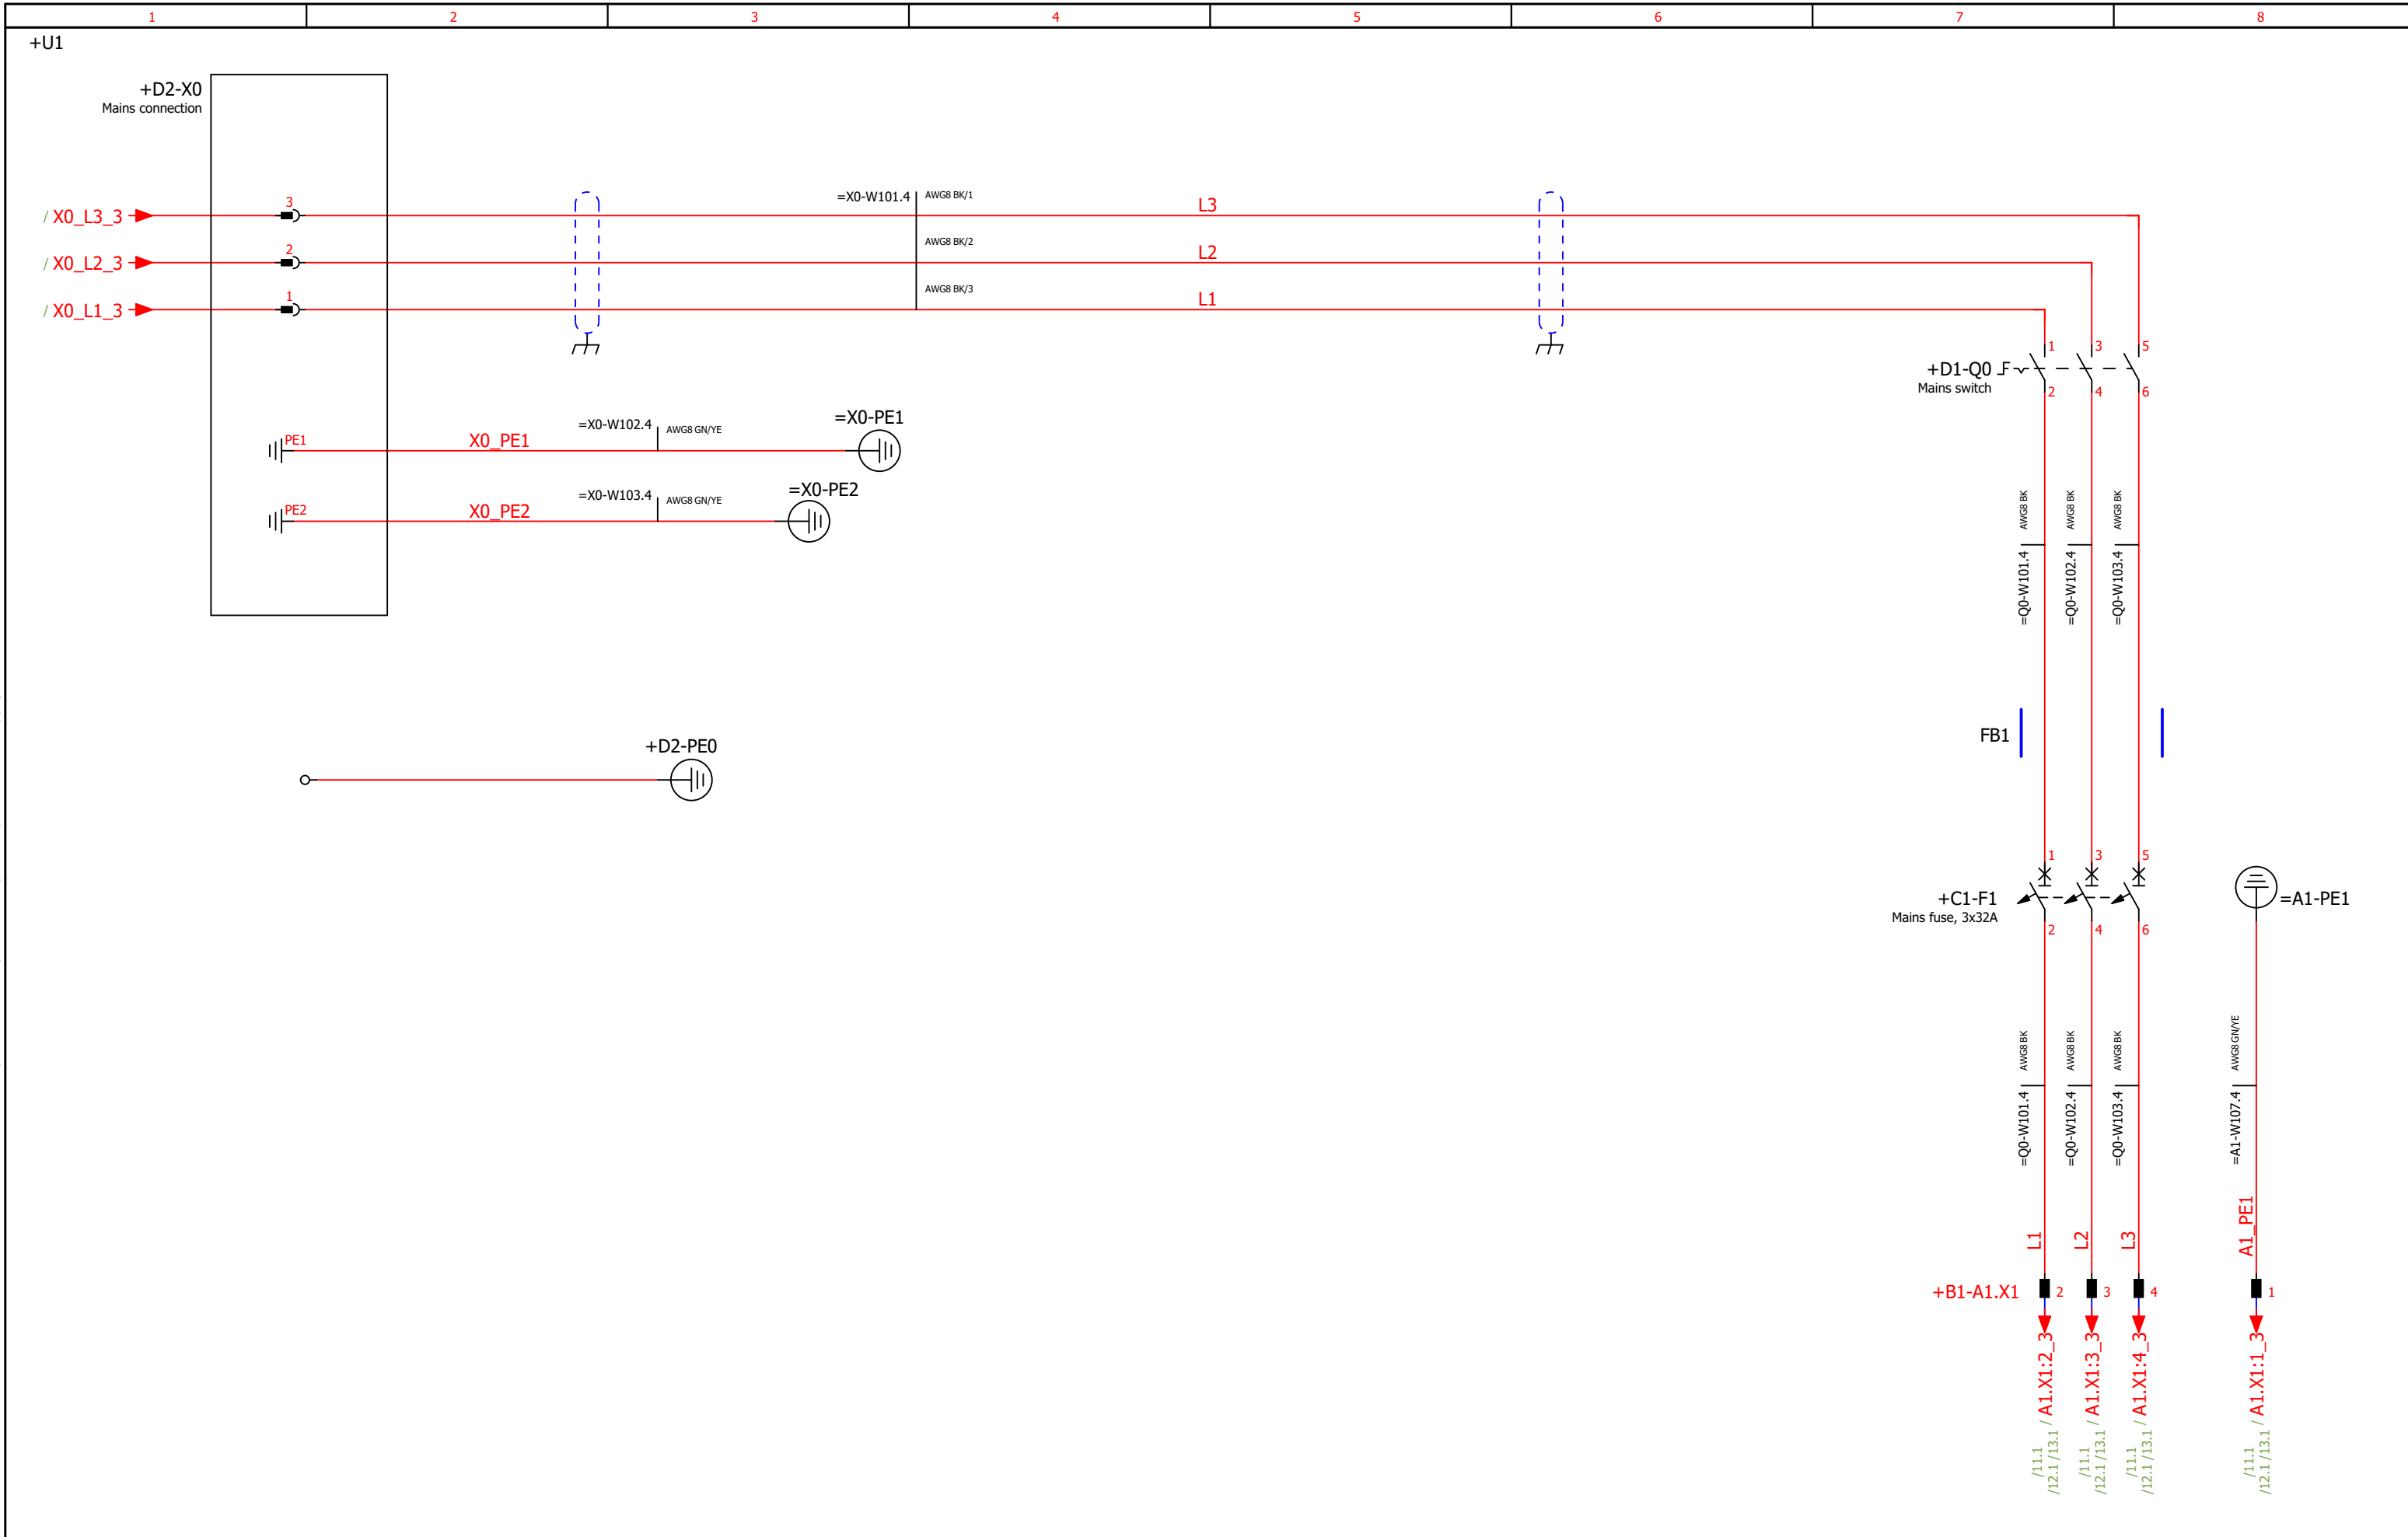 1 2 3 4 5 6 7 8
+U1
+D2-X0
Mains connection
/ X0_L3_3
3
=X0-W101.4
AWG8 BK/1
L3
/ X0_L2_3
2
AWG8 BK/2
L2
/ X0_L1_3
1
AWG8 BK/3
L1
+D1-Q0
Mains switch
1 3 5
2 4 6
PE1
X0_PE1
=X0-W102.4
AWG8 GN/YE
=X0-PE1
PE2
X0_PE2
=X0-W103.4
AWG8 GN/YE
=X0-PE2
=Q0-W101.4
AWG8 BK
=Q0-W102.4
AWG8 BK
=Q0-W103.4
AWG8 BK
+D2-PE0
FB1
+C1-F1
Mains fuse, 3x32A
1 3 5
2 4 6
=A1-PE1
=Q0-W101.4
AWG8 BK
=Q0-W102.4
AWG8 BK
=Q0-W103.4
AWG8 BK
=A1-W107.4
AWG8 GN/YE
L1
L2
L3
A1_PE1
+B1-A1.X1
2
3
4
1
/ A1.X1:2_3
/11.1
/12.1 /13.1
/ A1.X1:3_3
/11.1
/12.1 /13.1
/ A1.X1:4_3
/11.1
/12.1 /13.1
/ A1.X1:1_3
/11.1
/12.1 /13.1